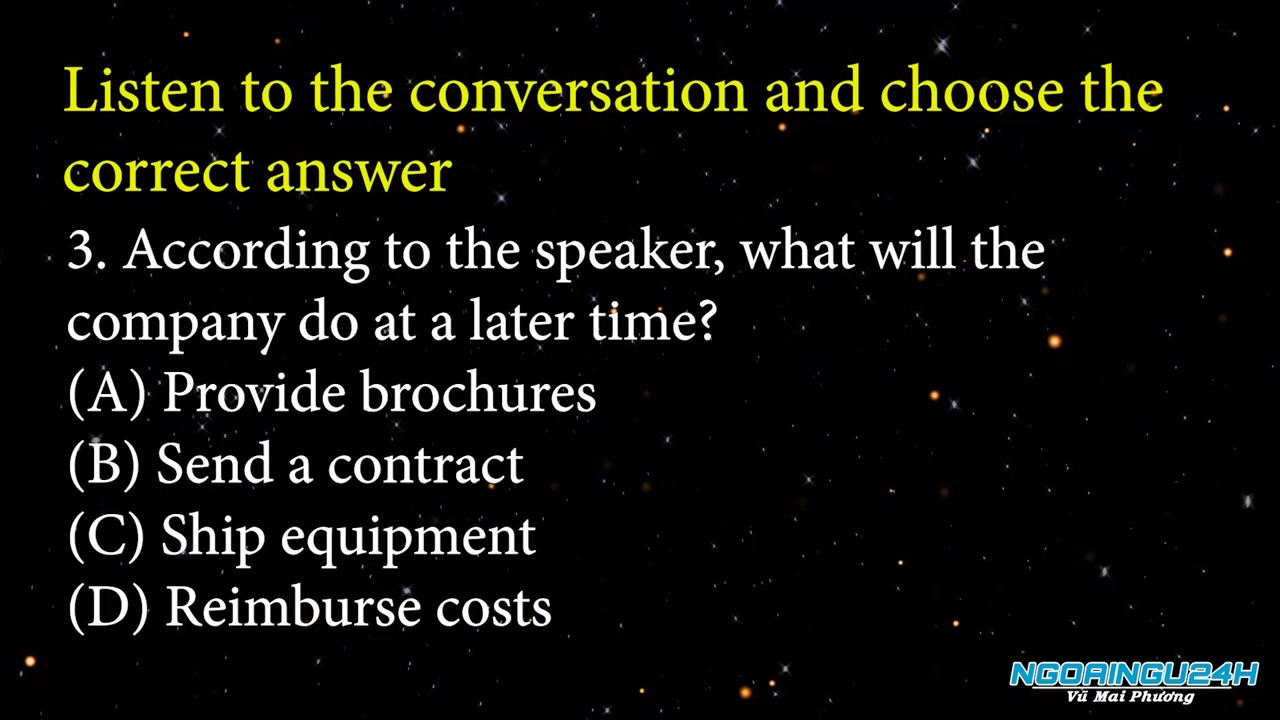 Listen to the conversation and choose the
correct answer
3. According to the speaker, what will the
company do at a later time?
(A) Provide brochures
(B) Send a contract
(C) Ship equipment
(D) Reimburse costs
NGOAINGU24H
Vũ Mai Phương